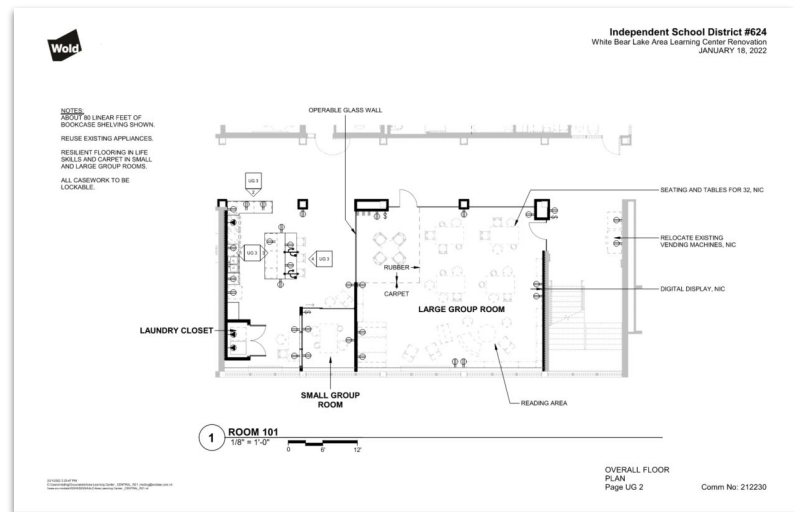 Wold
Independent School District #624
White Bear Lake Area Learning Center Renovation
JANUARY 18, 2022
NOTES:
ABOUT 80 LINEAR FEET OF
BOOKCASE SHELVING SHOWN.
REUSE EXISTING APPLIANCES.
RESILIENT FLOORING IN LIFE
SKILLS AND CARPET IN SMALL
AND LARGE GROUP ROOMS.
ALL CASEWORK TO BE
LOCKABLE.
OPERABLE GLASS WALL
UG 3
SEATING AND TABLES FOR 32, NIC
RELOCATE EXISTING
VENDING MACHINES, NIC
UG 3
UG 3
RUBBER
CARPET
DIGITAL DISPLAY, NIC
LARGE GROUP ROOM
LAUNDRY CLOSET
SMALL GROUP
ROOM
READING AREA
1
ROOM 101
1/8" = 1'-0"
0 6' 12'
OVERALL FLOOR
PLAN
Page UG 2
Comm No: 212230